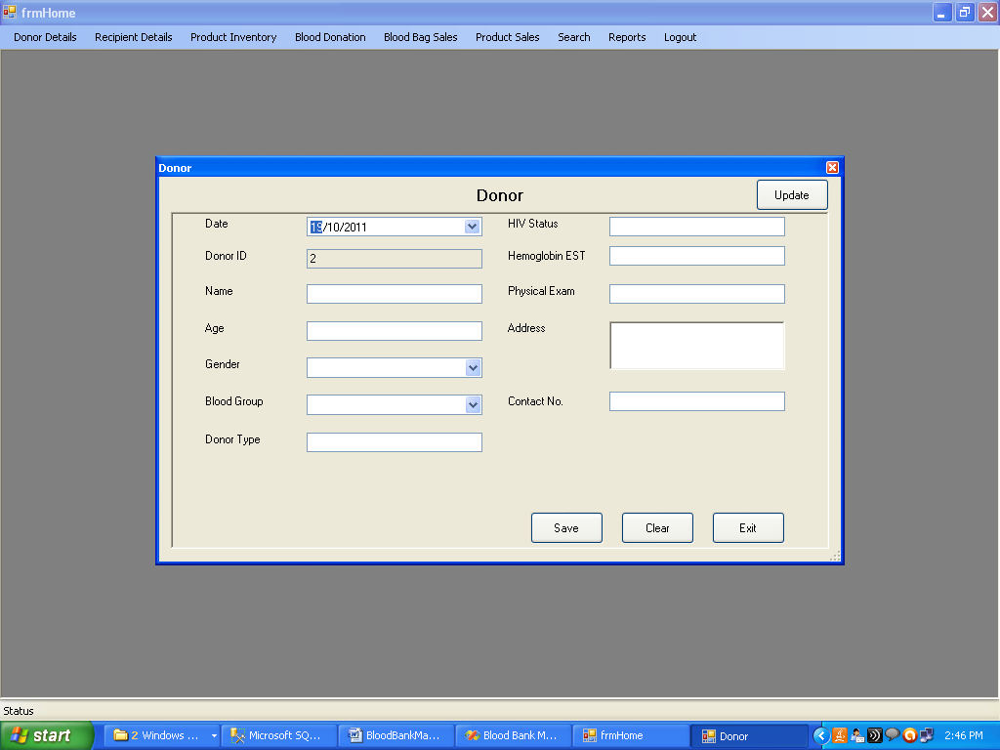 frmHome
Donor Details Recipient Details Product Inventory Blood Donation Blood Bag Sales Product Sales Search Reports Logout
Donor
Donor
Update
Date 19/10/2011 HIV Status
Donor ID 2 Hemoglobin EST
Name Physical Exam
Age Address
Gender
Blood Group Contact No.
Donor Type
Save Clear Exit
Status
start 2 Windows ... Microsoft SQ... BloodBankMa... Blood Bank M... frmHome Donor 2:46 PM